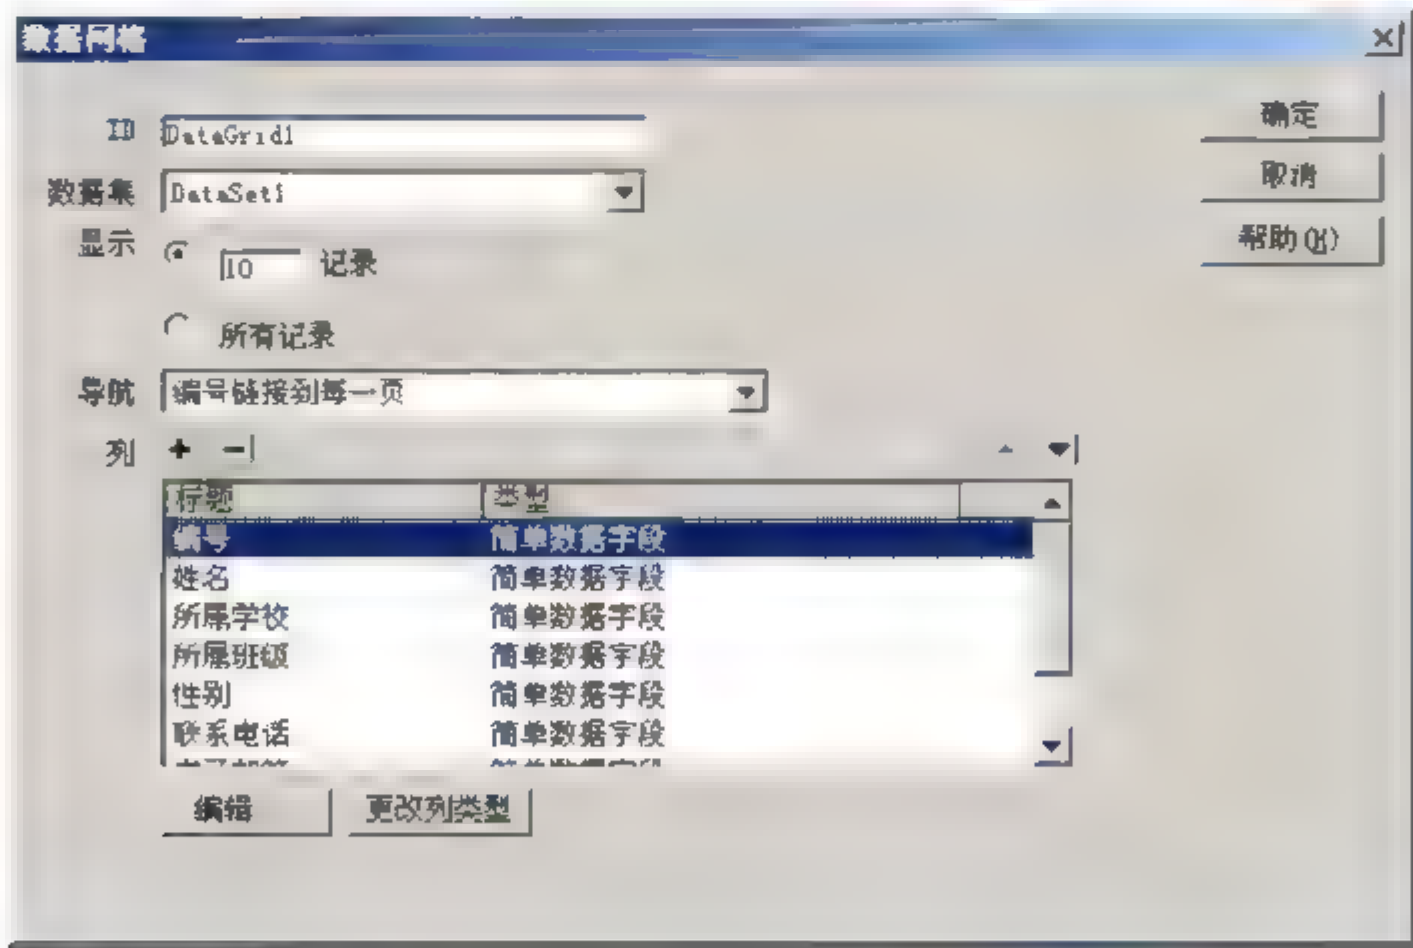 数据网格
ID DataGrid1
确定
数据集 DataSet1
取消
显示 10 记录
帮助(H)
所有记录
导航 编号链接到每一页
列
标题 类型
编号 简单数据字段
姓名 简单数据字段
所属学校 简单数据字段
所属班级 简单数据字段
性别 简单数据字段
联系电话 简单数据字段
编辑 更改列类型